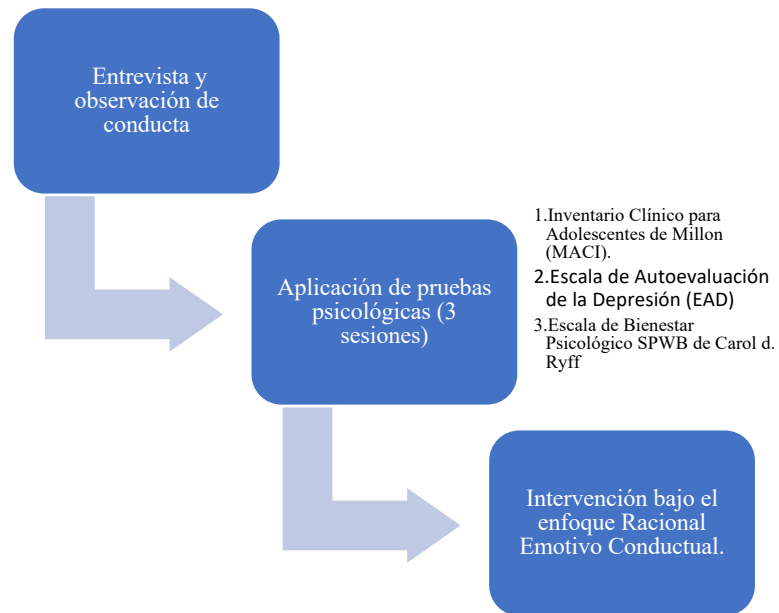 Entrevista y
observación de
conducta
Aplicación de pruebas
psicológicas (3
sesiones)
1.Inventario Clínico para
Adolescentes de Millon
(MACI).
2.Escala de Autoevaluación
de la Depresión (EAD)
3.Escala de Bienestar
Psicológico SPWB de Carol d.
Ryff
Intervención bajo el
enfoque Racional
Emotivo Conductual.